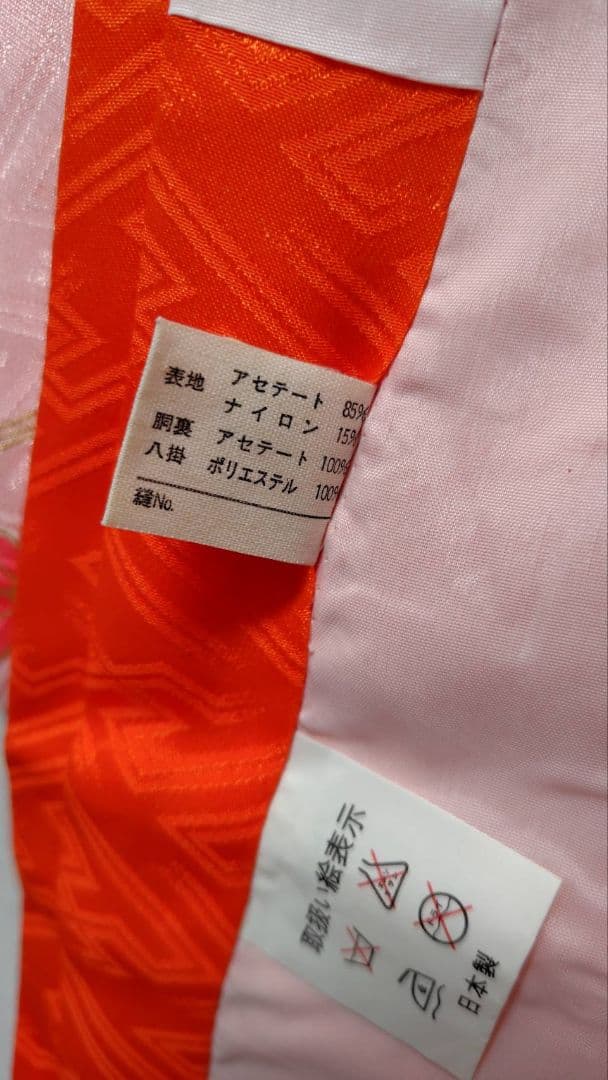 表地 アセテート 85%
ナイロン 15%
胴裏 アセテート 100%
八掛 ポリエステル 100%
縫No.
取扱い絵表示
日本製